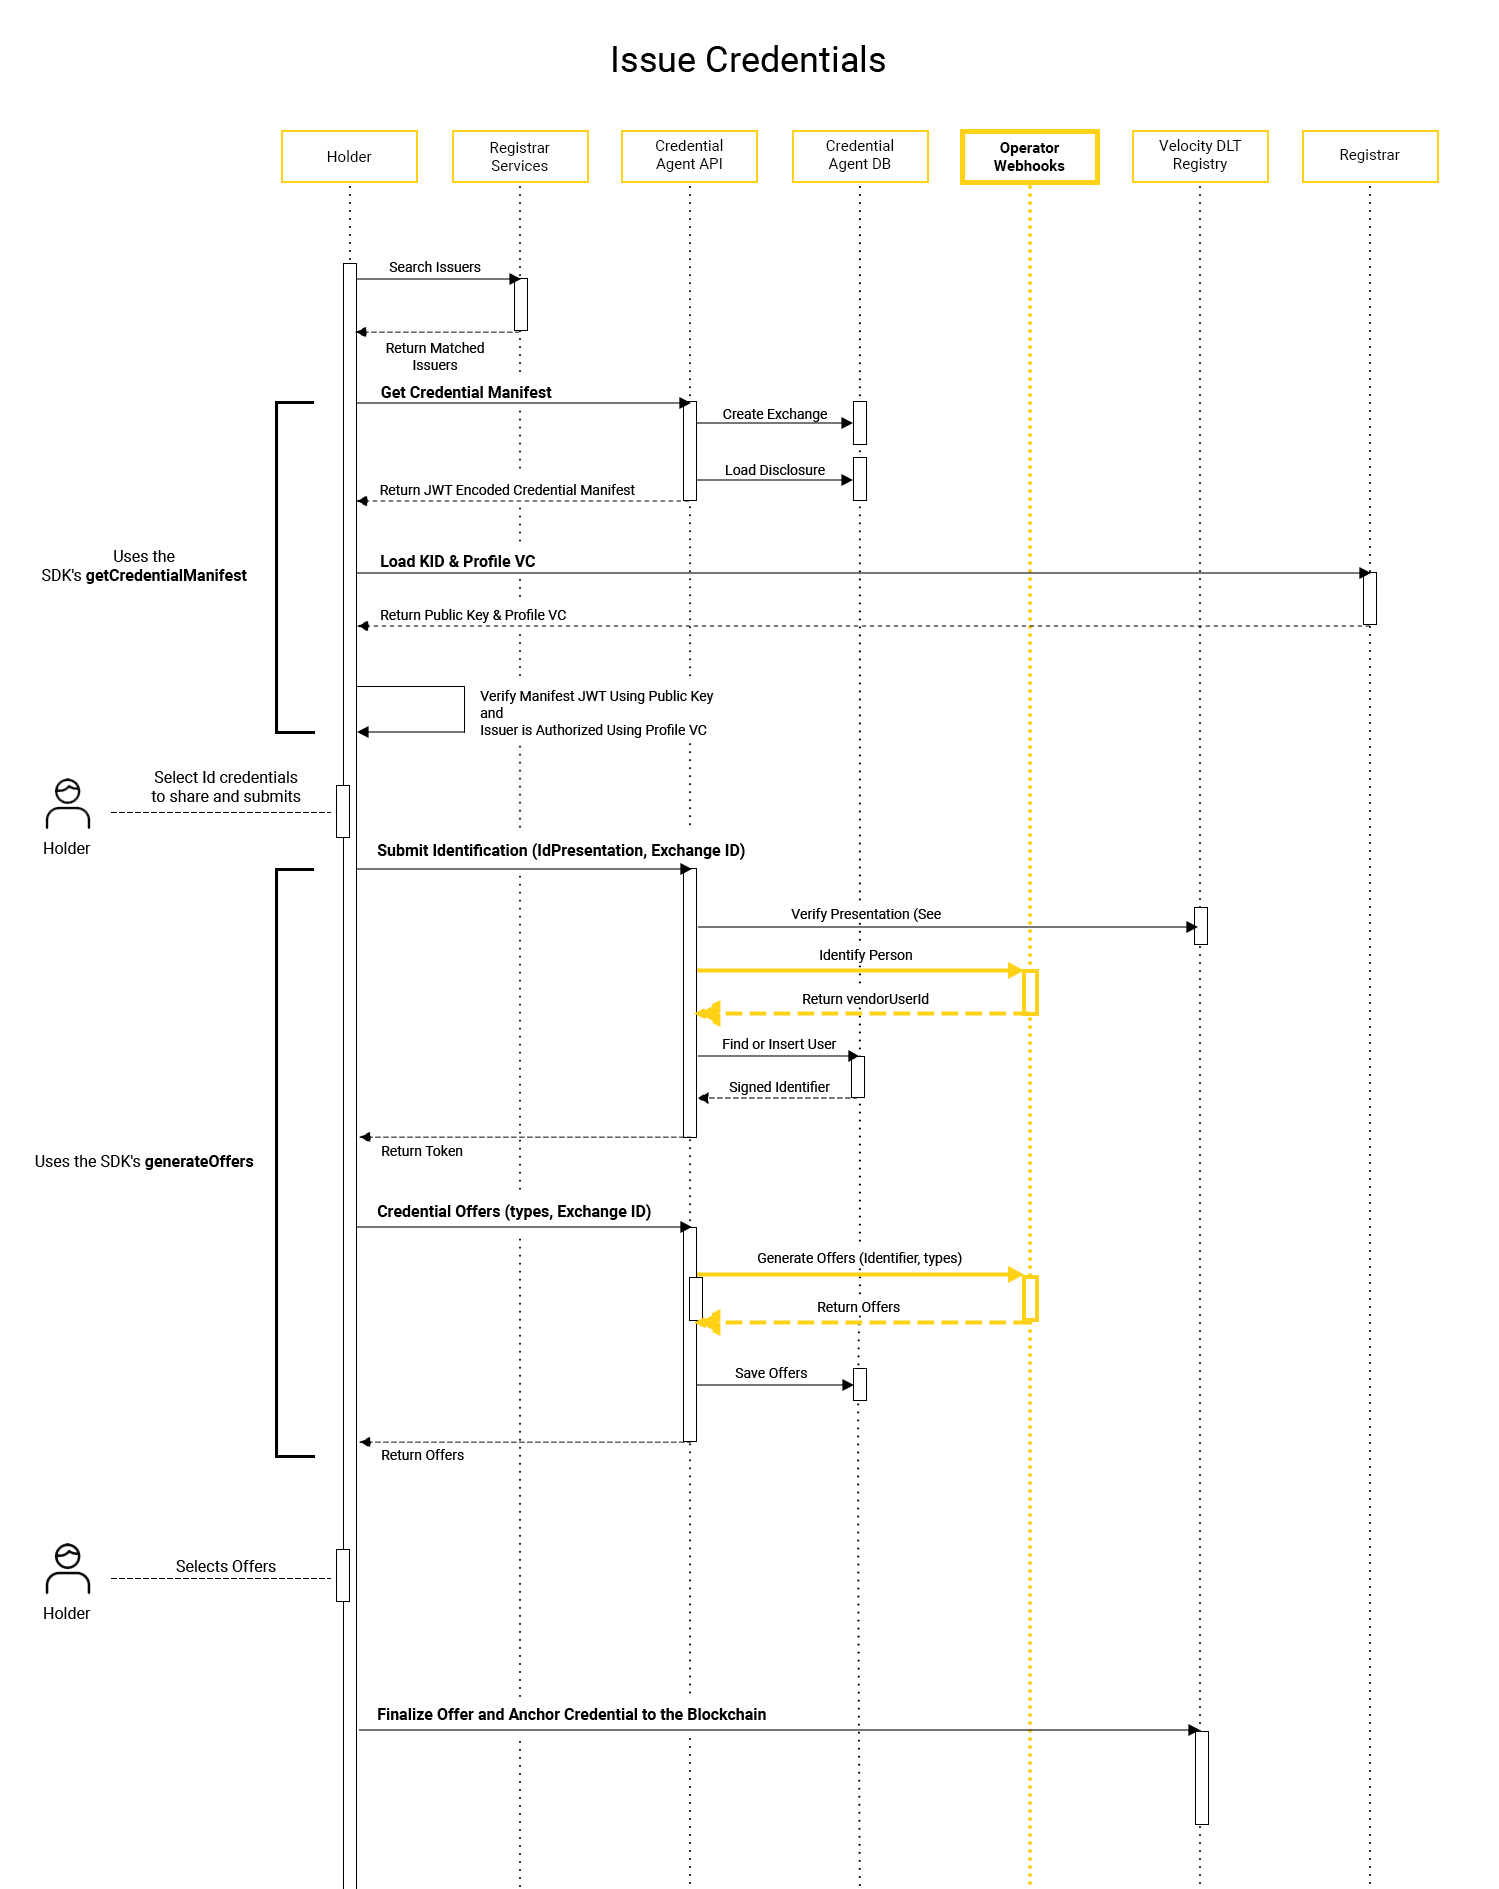 Issue Credentials
Holder
Registrar
Services
Credential
Agent API
Credential
Agent DB
Operator
Webhooks
Velocity DLT
Registry
Registrar
Search Issuers
Return Matched
Issuers
Get Credential Manifest
Create Exchange
Load Disclosure
Return JWT Encoded Credential Manifest
Uses the
SDK's getCredentialManifest
Load KID & Profile VC
Return Public Key & Profile VC
Verify Manifest JWT Using Public Key
and
Issuer is Authorized Using Profile VC
Select Id credentials
to share and submits
Holder
Submit Identification (IdPresentation, Exchange ID)
Verify Presentation (See
Identify Person
Return vendorUserId
Find or Insert User
Signed Identifier
Return Token
Uses the SDK's generateOffers
Credential Offers (types, Exchange ID)
Generate Offers (Identifier, types)
Return Offers
Save Offers
Return Offers
Selects Offers
Holder
Finalize Offer and Anchor Credential to the Blockchain